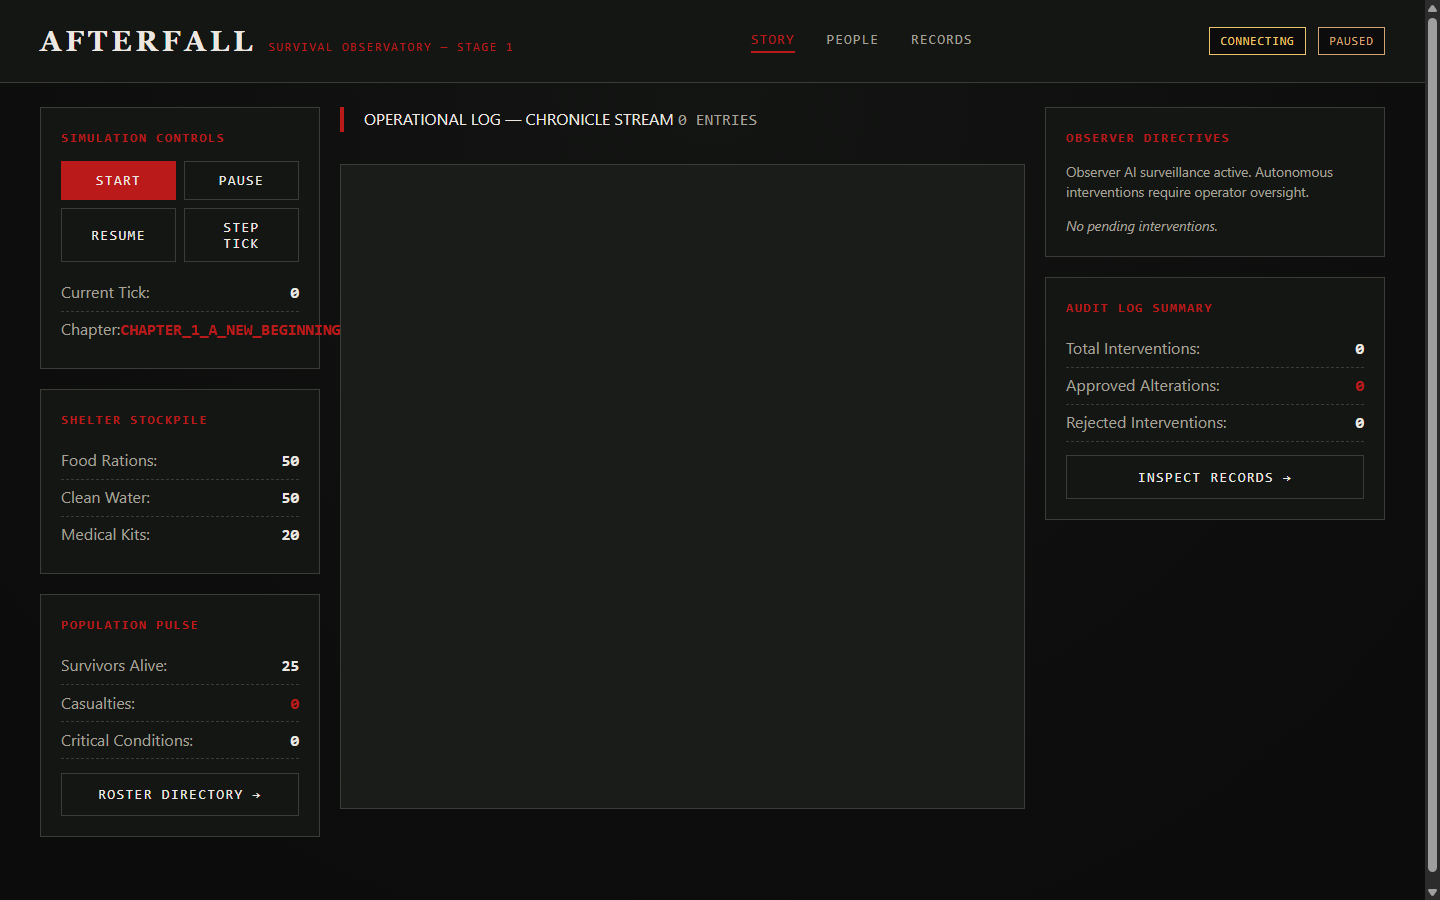 AFTERFALL SURVIVAL OBSERVATORY — STAGE 1
STORY PEOPLE RECORDS
CONNECTING PAUSED
SIMULATION CONTROLS
START PAUSE
RESUME STEP TICK
Current Tick: 0
Chapter:CHAPTER_1_A_NEW_BEGINNING
SHELTER STOCKPILE
Food Rations: 50
Clean Water: 50
Medical Kits: 20
POPULATION PULSE
Survivors Alive: 25
Casualties: 0
Critical Conditions: 0
ROSTER DIRECTORY →
OPERATIONAL LOG — CHRONICLE STREAM 0 ENTRIES
OBSERVER DIRECTIVES
Observer AI surveillance active. Autonomous
interventions require operator oversight.
No pending interventions.
AUDIT LOG SUMMARY
Total Interventions: 0
Approved Alterations: 0
Rejected Interventions: 0
INSPECT RECORDS →